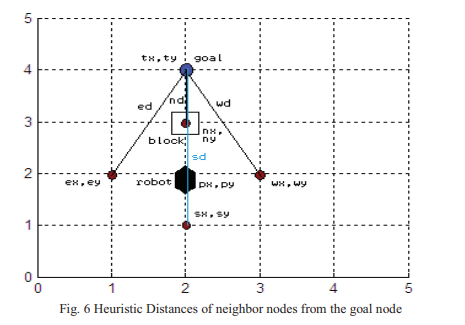 5
tx,ty goal
4
ed nd wd
3
nx,
block ny
sd
2
ex,ey robot px,py wx,wy
sx,sy
1
0
0 1 2 3 4 5
Fig. 6 Heuristic Distances of neighbor nodes from the goal node